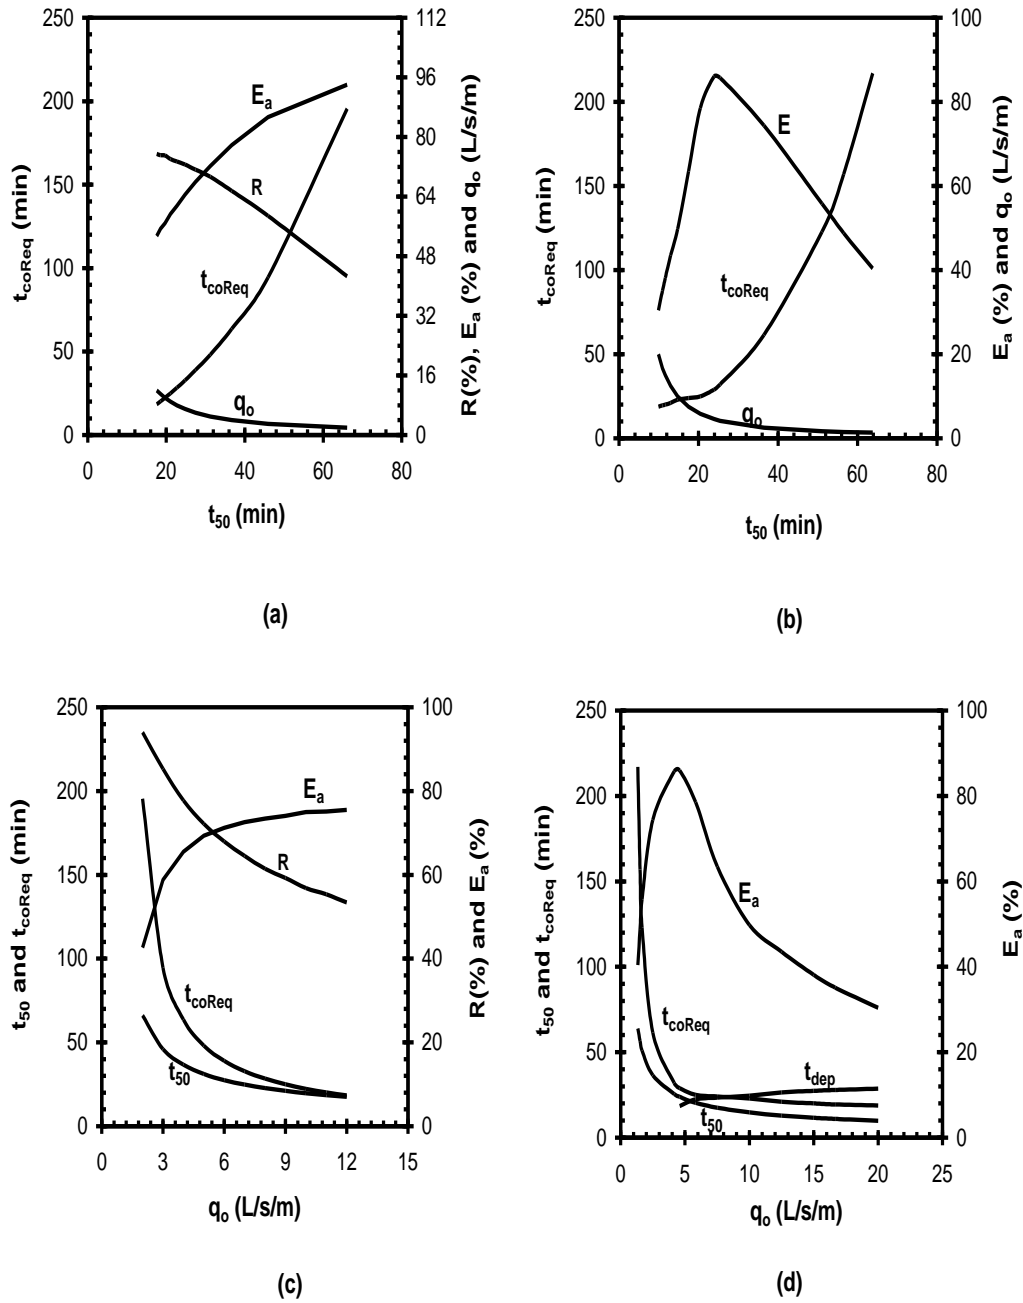 250
200
150
100
50
0
t_coReq (min)
112
96
80
64
48
32
16
0
R(%), E_a (%) and q_o (L/s/m)
E_a
R
t_coReq
q_o
0 20 40 60 80
t_50 (min)
(a)
250
200
150
100
50
0
t_coReq (min)
100
80
60
40
20
0
E_a (%) and q_o (L/s/m)
E
t_coReq
q_o
0 20 40 60 80
t_50 (min)
(b)
250
200
150
100
50
0
t_50 and t_coReq (min)
100
80
60
40
20
0
R(%) and E_a (%)
E_a
R
t_coReq
t_50
0 3 6 9 12 15
q_o (L/s/m)
(c)
250
200
150
100
50
0
t_50 and t_coReq (min)
100
80
60
40
20
0
E_a (%)
E_a
t_coReq
t_dep
t_50
0 5 10 15 20 25
q_o (L/s/m)
(d)